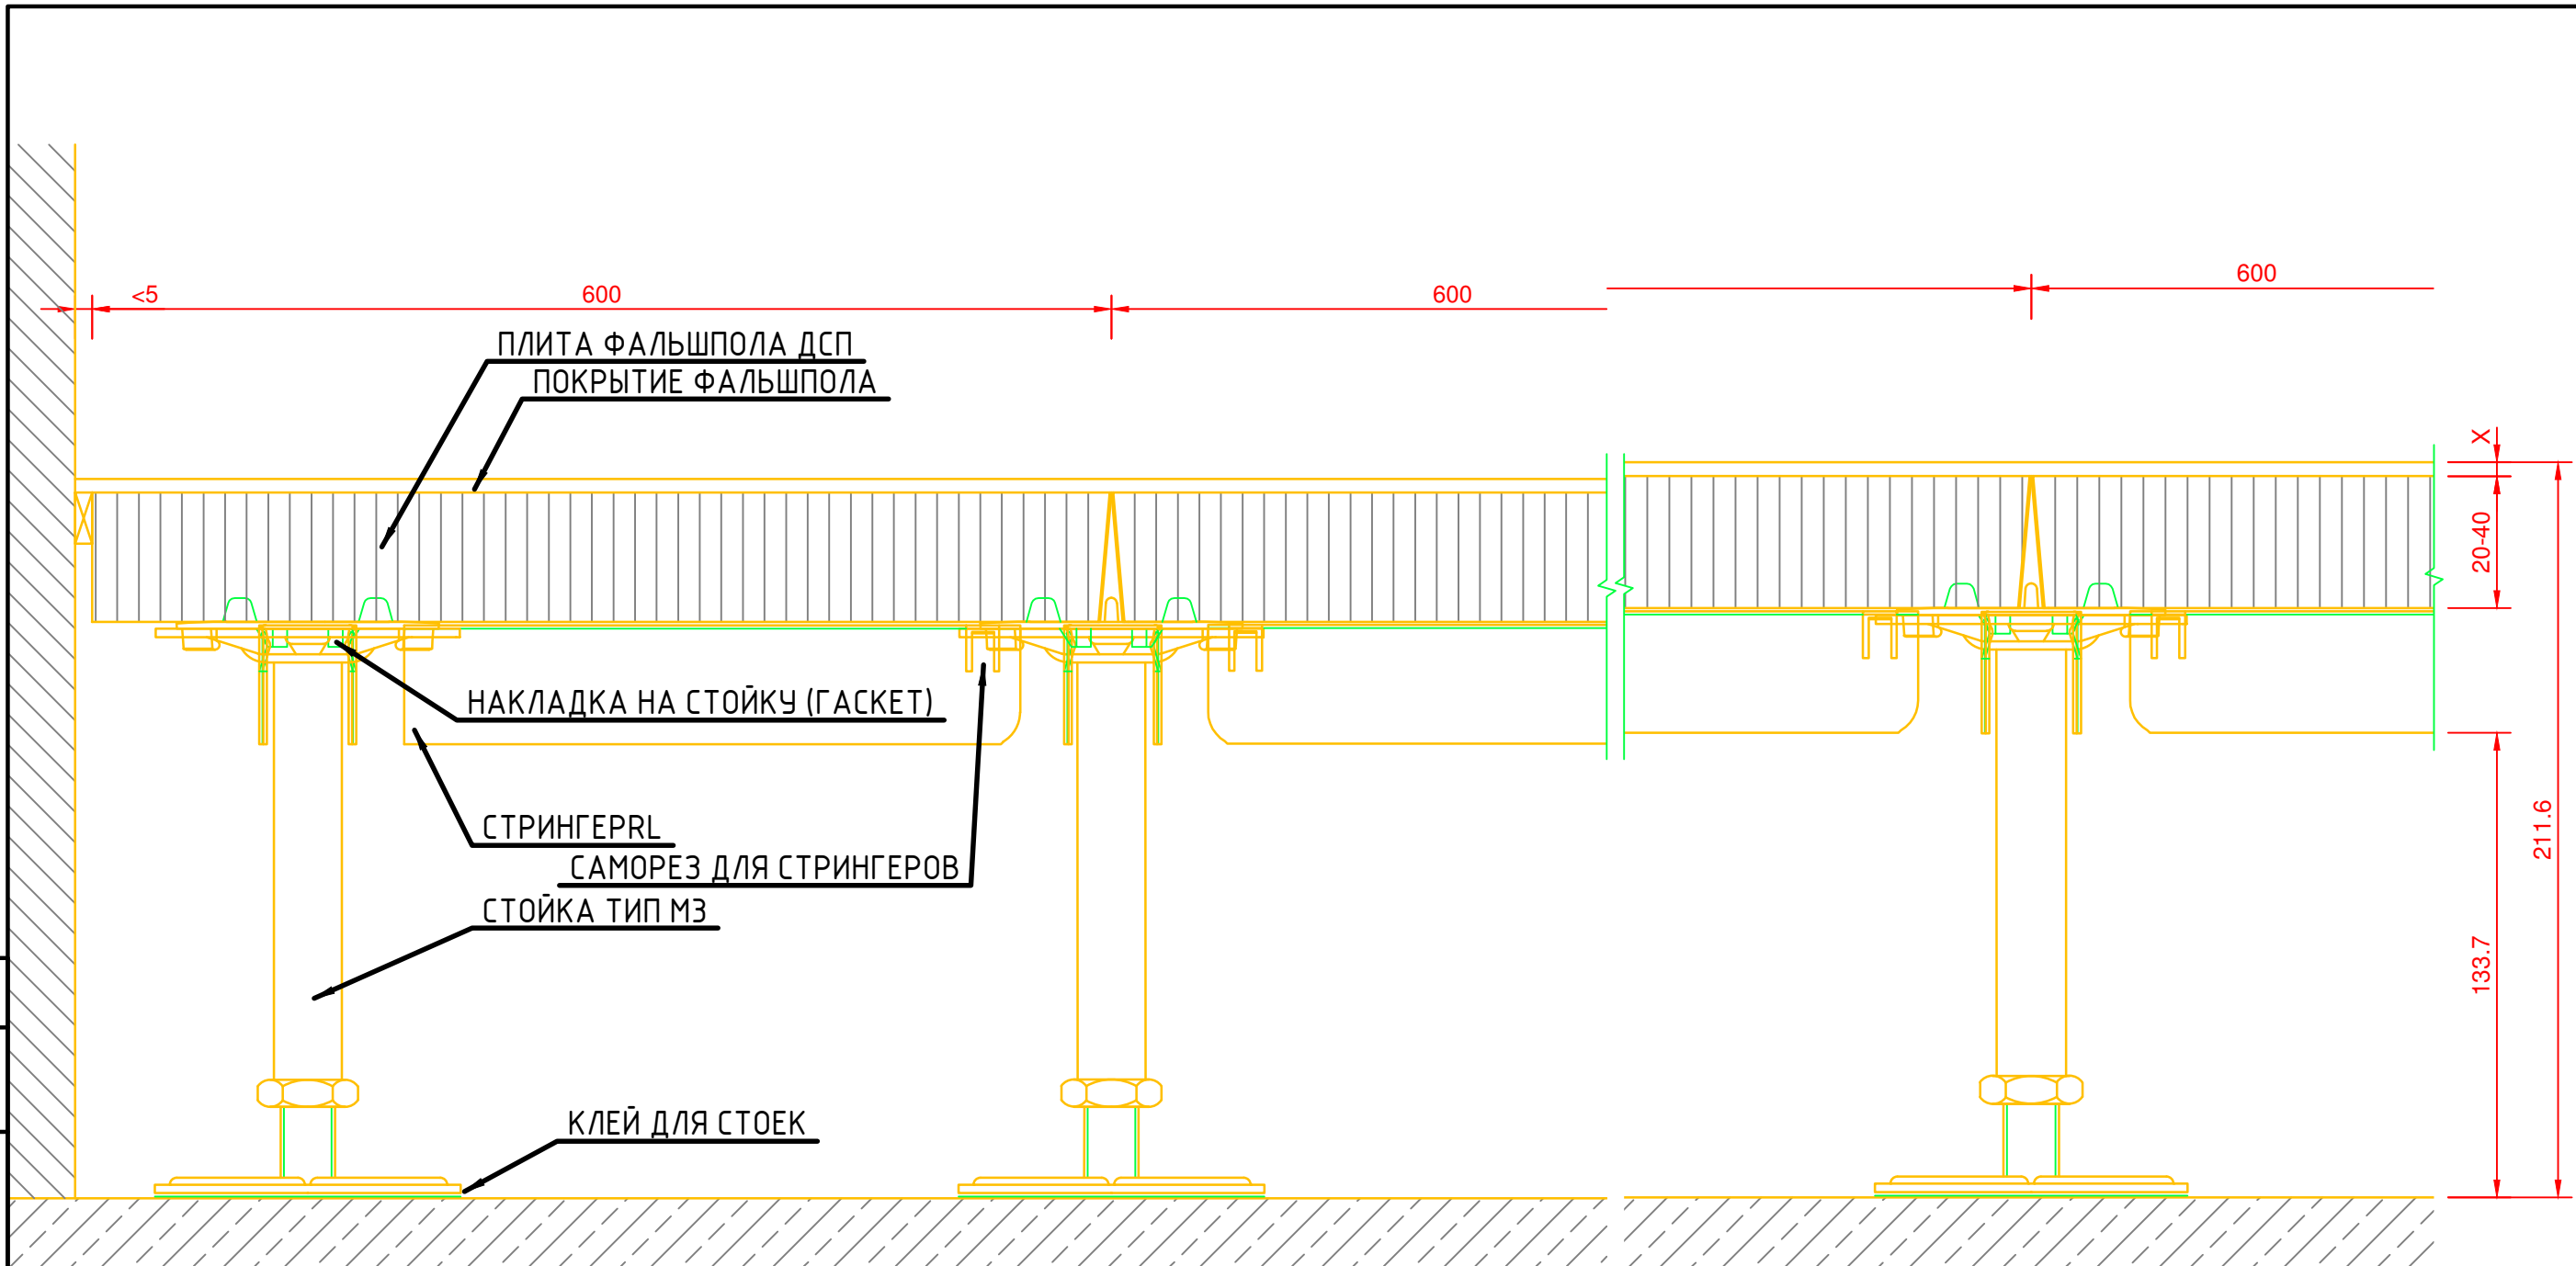 600
<5 600 600
ПЛИТА ФАЛЬШПОЛА ДСП
ПОКРЫТИЕ ФАЛЬШПОЛА
X
20-40
НАКЛАДКА НА СТОЙКУ (ГАСКЕТ)
СТРИНГЕРRL
211.6
САМОРЕЗ ДЛЯ СТРИНГЕРОВ
СТОЙКА ТИП М3
133.7
КЛЕЙ ДЛЯ СТОЕК